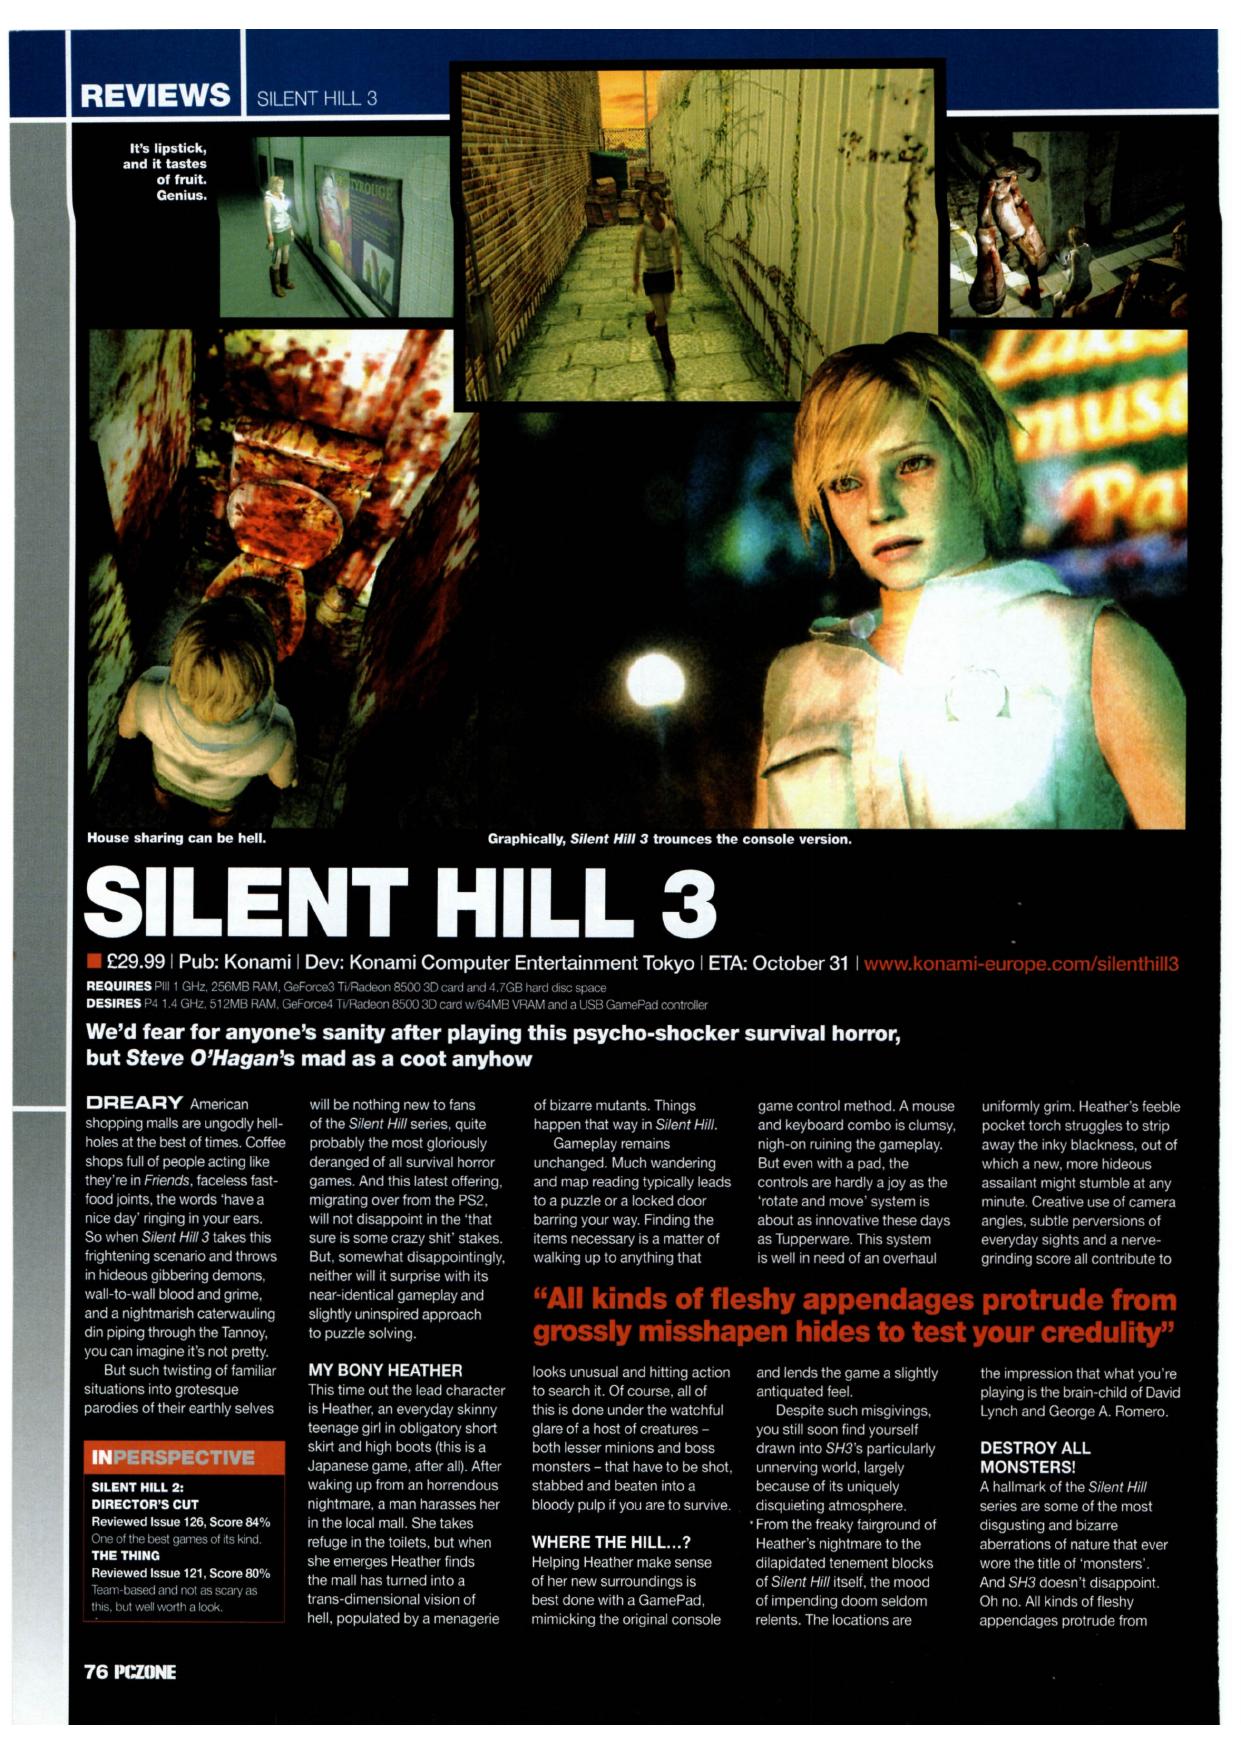 REVIEWS
SILENT HILL 3
It's lipstick,
and it tastes
of fruit.
Genius.
House sharing can be hell.
Graphically, Silent Hill 3 trounces the console version.
SILENT HILL 3
£29.99 | Pub: Konami | Dev: Konami Computer Entertainment Tokyo | ETA: October 31 | www.konami-europe.com/silenthill3
REQUIRES PIII 1 GHz, 256MB RAM, GeForce3 Ti/Radeon 8500 3D card and 4.7GB hard disc space
DESIRES P4 1.4 GHz, 512MB RAM, GeForce4 Ti/Radeon 8500 3D card w/64MB VRAM and a USB GamePad controller
We'd fear for anyone's sanity after playing this psycho-shocker survival horror,
but Steve O'Hagan's mad as a coot anyhow
DREARY American
shopping malls are ungodly hell-
holes at the best of times. Coffee
shops full of people acting like
they're in Friends, faceless fast-
food joints, the words 'have a
nice day' ringing in your ears.
So when Silent Hill 3 takes this
frightening scenario and throws
in hideous gibbering demons,
wall-to-wall blood and grime,
and a nightmarish caterwauling
din piping through the Tannoy,
you can imagine it's not pretty.
But such twisting of familiar
situations into grotesque
parodies of their earthly selves
INPERSPECTIVE
SILENT HILL 2:
DIRECTOR'S CUT
Reviewed Issue 126, Score 84%
One of the best games of its kind.
THE THING
Reviewed Issue 121, Score 80%
Team-based and not as scary as
this, but well worth a look.
will be nothing new to fans
of the Silent Hill series, quite
probably the most gloriously
deranged of all survival horror
games. And this latest offering,
migrating over from the PS2,
will not disappoint in the 'that
sure is some crazy shit' stakes.
But, somewhat disappointingly,
neither will it surprise with its
near-identical gameplay and
slightly uninspired approach
to puzzle solving.
MY BONY HEATHER
This time out the lead character
is Heather, an everyday skinny
teenage girl in obligatory short
skirt and high boots (this is a
Japanese game, after all). After
waking up from an horrendous
nightmare, a man harasses her
in the local mall. She takes
refuge in the toilets, but when
she emerges Heather finds
the mall has turned into a
trans-dimensional vision of
hell, populated by a menagerie
of bizarre mutants. Things
happen that way in Silent Hill.
Gameplay remains
unchanged. Much wandering
and map reading typically leads
to a puzzle or a locked door
barring your way. Finding the
items necessary is a matter of
walking up to anything that
"All kinds of fleshy appendages protrude from
grossly misshapen hides to test your credulity"
looks unusual and hitting action
to search it. Of course, all of
this is done under the watchful
glare of a host of creatures –
both lesser minions and boss
monsters – that have to be shot,
stabbed and beaten into a
bloody pulp if you are to survive.
WHERE THE HILL...?
Helping Heather make sense
of her new surroundings is
best done with a GamePad,
mimicking the original console
game control method. A mouse
and keyboard combo is clumsy,
nigh-on ruining the gameplay.
But even with a pad, the
controls are hardly a joy as the
'rotate and move' system is
about as innovative these days
as Tupperware. This system
is well in need of an overhaul
and lends the game a slightly
antiquated feel.
Despite such misgivings,
you still soon find yourself
drawn into SH3's particularly
unnerving world, largely
because of its uniquely
disquieting atmosphere.
From the freaky fairground of
Heather's nightmare to the
dilapidated tenement blocks
of Silent Hill itself, the mood
of impending doom seldom
relents. The locations are
uniformly grim. Heather's feeble
pocket torch struggles to strip
away the inky blackness, out of
which a new, more hideous
assailant might stumble at any
minute. Creative use of camera
angles, subtle perversions of
everyday sights and a nerve-
grinding score all contribute to
the impression that what you're
playing is the brain-child of David
Lynch and George A. Romero.
DESTROY ALL
MONSTERS!
A hallmark of the Silent Hill
series are some of the most
disgusting and bizarre
aberrations of nature that ever
wore the title of 'monsters'.
And SH3 doesn't disappoint.
Oh no. All kinds of fleshy
appendages protrude from
76 PCZONE